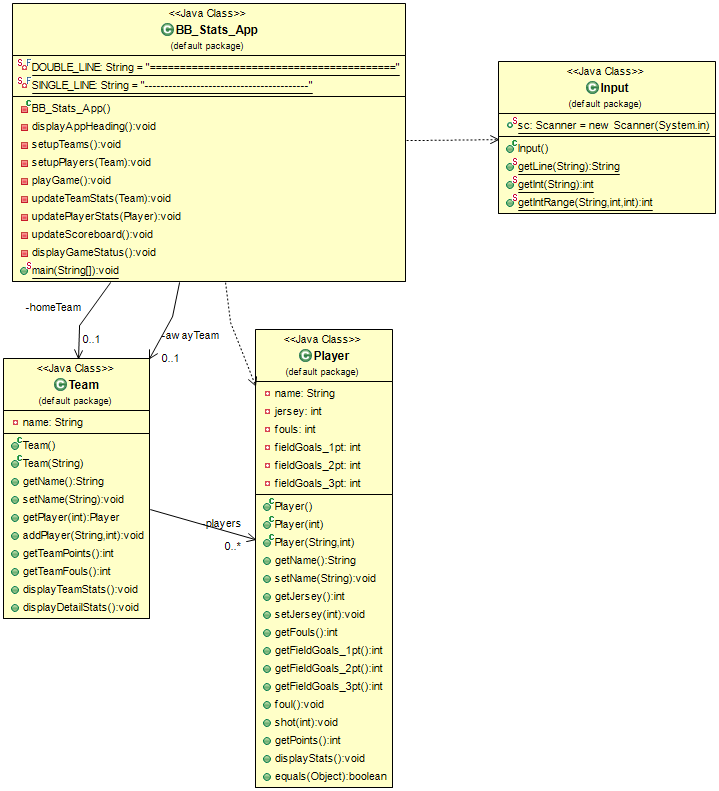 <<Java Class>>
BB_Stats_App
(default package)
DOUBLE_LINE: String = "========================================="
SINGLE_LINE: String = "-----------------------------------------"
BB_Stats_App()
displayAppHeading():void
setupTeams():void
setupPlayers(Team):void
playGame():void
updateTeamStats(Team):void
updatePlayerStats(Player):void
updateScoreboard():void
displayGameStatus():void
main(String[]):void
<<Java Class>>
Input
(default package)
sc: Scanner = new Scanner(System.in)
Input()
getLine(String):String
getInt(String):int
getIntRange(String,int,int):int
-homeTeam
0..1
-awayTeam
0..1
<<Java Class>>
Team
(default package)
name: String
Team()
Team(String)
getName():String
setName(String):void
getPlayer(int):Player
addPlayer(String,int):void
getTeamPoints():int
getTeamFouls():int
displayTeamStats():void
displayDetailStats():void
-players
0..*
<<Java Class>>
Player
(default package)
name: String
jersey: int
fouls: int
fieldGoals_1pt: int
fieldGoals_2pt: int
fieldGoals_3pt: int
Player()
Player(int)
Player(String,int)
getName():String
setName(String):void
getJersey():int
setJersey(int):void
getFouls():int
getFieldGoals_1pt():int
getFieldGoals_2pt():int
getFieldGoals_3pt():int
foul():void
shot(int):void
getPoints():int
displayStats():void
equals(Object):boolean